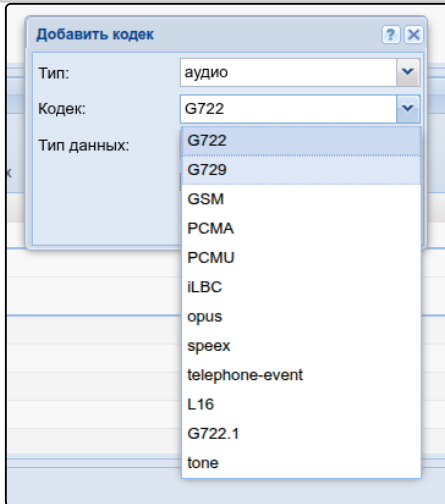 Добавить кодек
Тип: аудио
Кодек: G722
Тип данных:
G722
G729
GSM
PCMA
PCMU
iLBC
opus
speex
telephone-event
L16
G722.1
tone